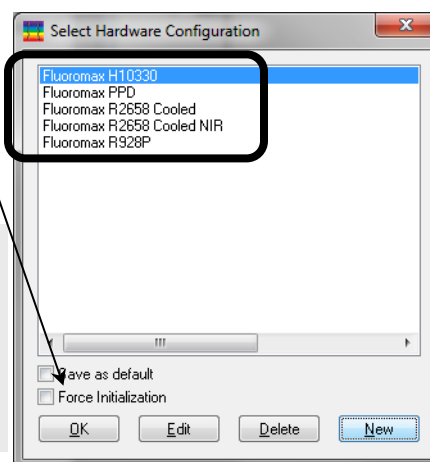 Select Hardware Configuration
Fluoromax H10330
Fluoromax PPD
Fluoromax R2658 Cooled
Fluoromax R2658 Cooled NIR
Fluoromax R928P
Save as default
Force Initialization
OK Edit Delete New